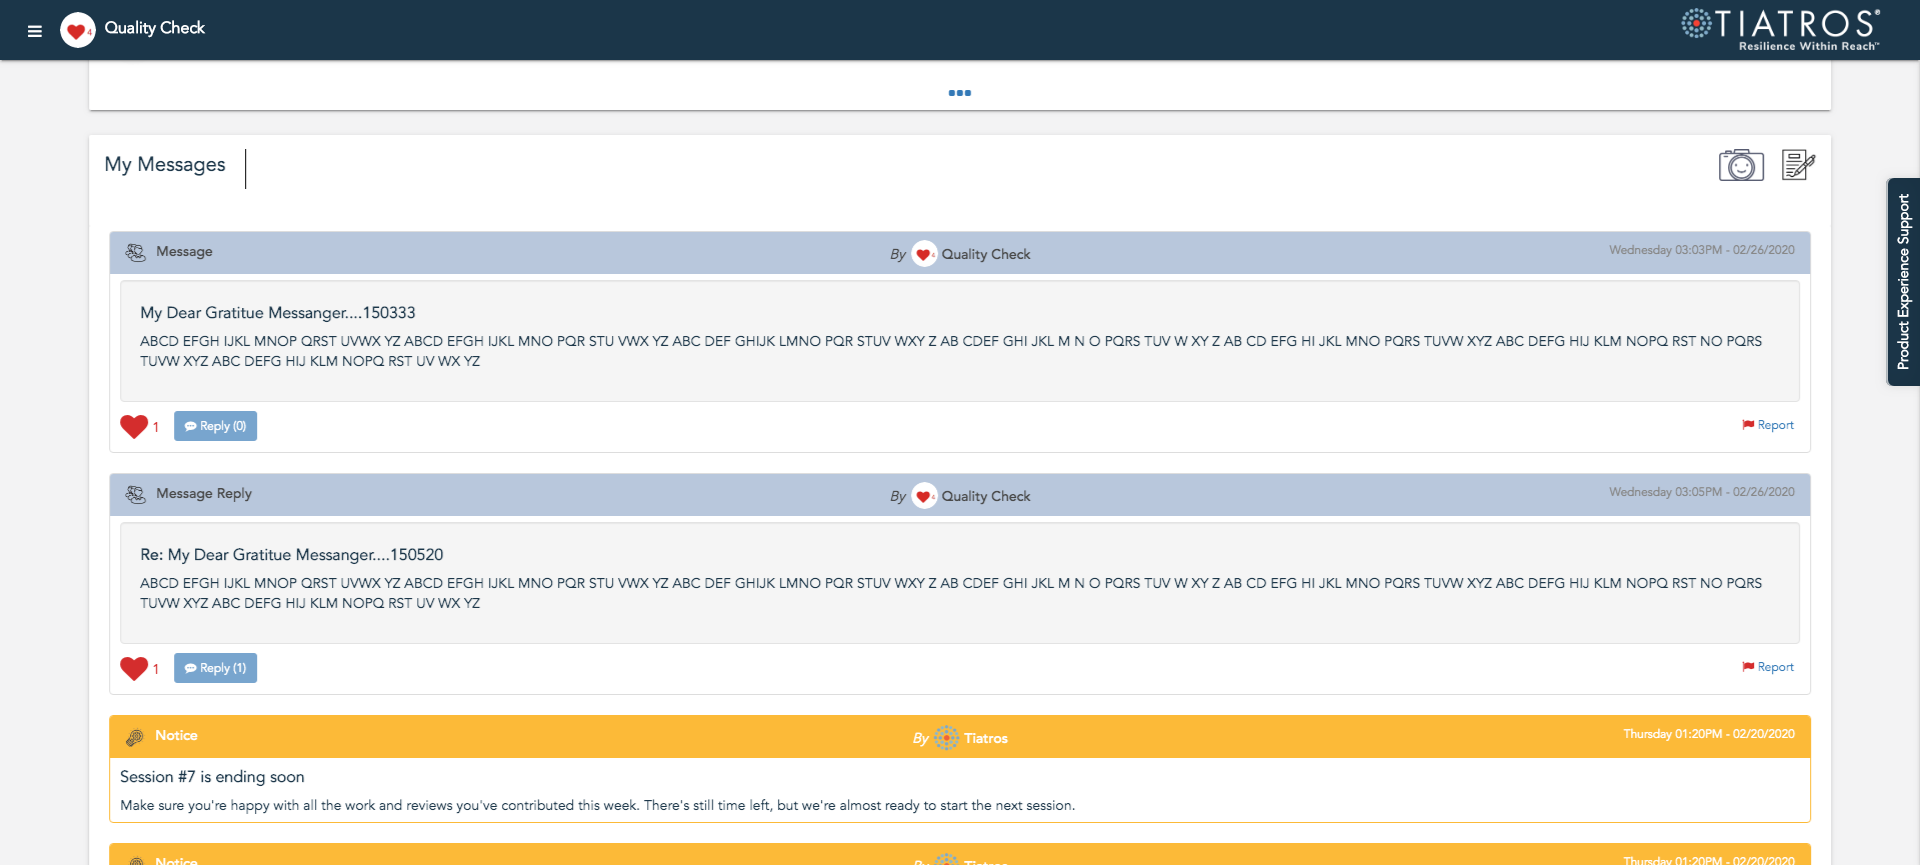 Quality Check
TIATROS®
Resilience Within Reach™
My Messages
Product Experience Support
Message
By Quality Check
Wednesday 03:03PM - 02/26/2020
My Dear Gratitue Messanger....150333
ABCD EFGH IJKL MNOP QRST UVWX YZ ABCD EFGH IJKL MNO PQR STU VWX YZ ABC DEF GHIJK LMNO PQR STUV WXY Z AB CDEF GHI JKL M N O PQRS TUV W XY Z AB CD EFG HI JKL MNO PQRS TUVW XYZ ABC DEFG HIJ KLM NOPQ RST NO PQRS
TUVW XYZ ABC DEFG HIJ KLM NOPQ RST UV WX YZ
1
Reply (0)
Report
Message Reply
By Quality Check
Wednesday 03:05PM - 02/26/2020
Re: My Dear Gratitue Messanger....150520
ABCD EFGH IJKL MNOP QRST UVWX YZ ABCD EFGH IJKL MNO PQR STU VWX YZ ABC DEF GHIJK LMNO PQR STUV WXY Z AB CDEF GHI JKL M N O PQRS TUV W XY Z AB CD EFG HI JKL MNO PQRS TUVW XYZ ABC DEFG HIJ KLM NOPQ RST NO PQRS
TUVW XYZ ABC DEFG HIJ KLM NOPQ RST UV WX YZ
1
Reply (1)
Report
Notice
By Tiatros
Thursday 01:20PM - 02/20/2020
Session #7 is ending soon
Make sure you're happy with all the work and reviews you've contributed this week. There's still time left, but we're almost ready to start the next session.
Notice
By Tiatros
Thursday 01:20PM - 02/20/2020